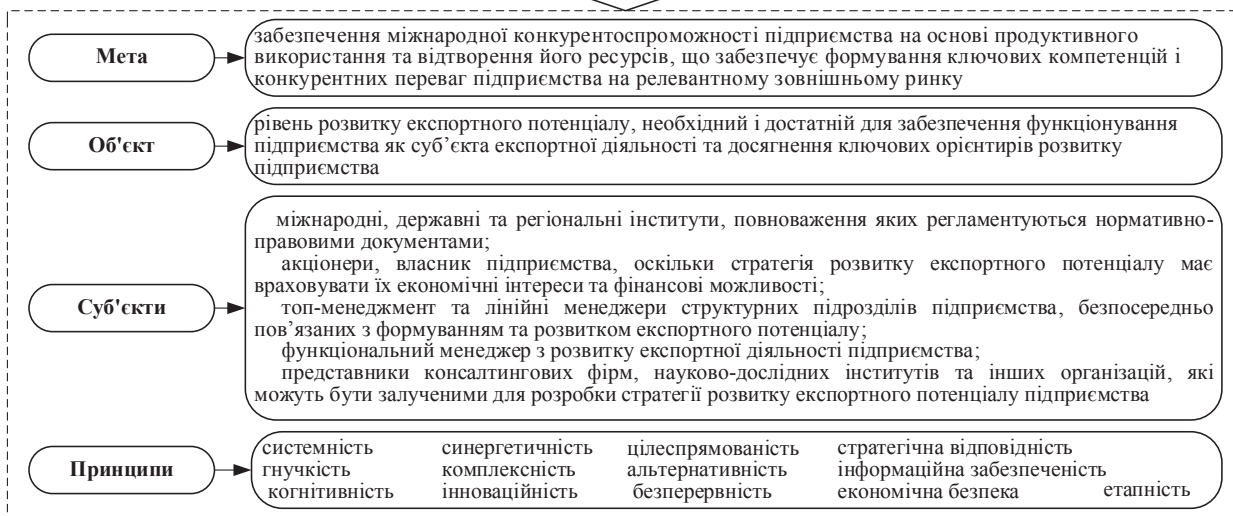 Мета
забезпечення міжнародної конкурентоспроможності підприємства на основі продуктивного
використання та відтворення його ресурсів, що забезпечує формування ключових компетенцій і
конкурентних переваг підприємства на релевантному зовнішньому ринку
Об'єкт
рівень розвитку експортного потенціалу, необхідний і достатній для забезпечення функціонування
підприємства як суб’єкта експортної діяльності та досягнення ключових орієнтирів розвитку
підприємства
Суб'єкти
міжнародні, державні та регіональні інститути, повноваження яких регламентуються нормативно-
правовими документами;
акціонери, власник підприємства, оскільки стратегія розвитку експортного потенціалу має
враховувати їх економічні інтереси та фінансові можливості;
топ-менеджмент та лінійні менеджери структурних підрозділів підприємства, безпосередньо
пов’язаних з формуванням та розвитком експортного потенціалу;
функціональний менеджер з розвитку експортної діяльності підприємства;
представники консалтингових фірм, науково-дослідних інститутів та інших організацій, які
можуть бути залученими для розробки стратегії розвитку експортного потенціалу підприємства
Принципи
системність синергетичність цілеспрямованість стратегічна відповідність
гнучкість комплексність альтернативність інформаційна забезпеченість
когнітивність інноваційність безперервність економічна безпека етапність